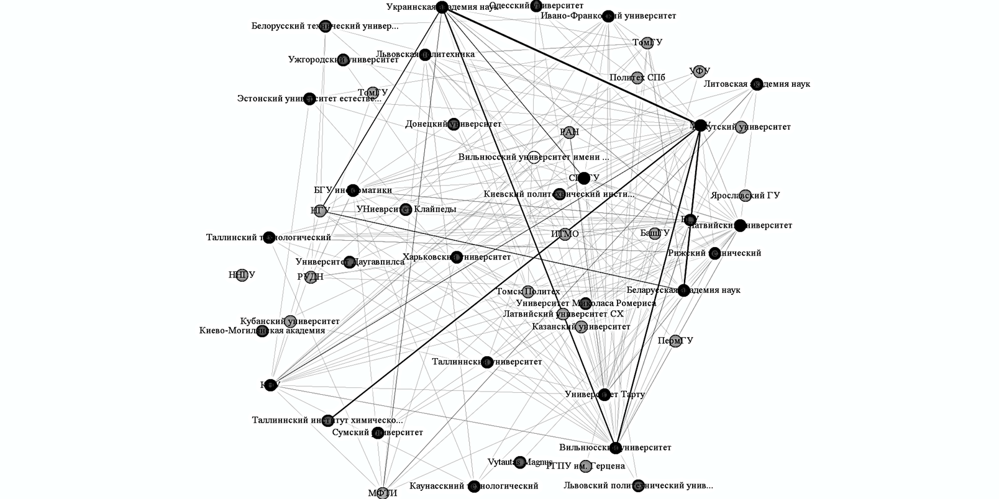 Украинская академия наук
Одесский университет
Ивано-Франковский университет
Белорусский технический универ...
ТомГУ
Львовская политехника
Ужгородский университет
УФУ
Политех СПб
Литовская академия наук
ТомГУ
Эстонский университет естестве...
Донецкий университет
Иркутский университет
РАН
Вильнюсский университет имени ...
СПбГУ
БГУ информатики
Киевский политехнический инсти...
Ярославский ГУ
НГУ
УНиеврситет Клайпеды
БГУ
Латвийский университет
ИТМО
БашГУ
Таллинский технологический
Рижский технический
Харьковский университет
Университет Даугавпилса
ННГУ
РУДН
Беларусская академия наук
Томск Политех
Университет Миколаса Ромериса
Латвийский университет СХ
Кубанский университет
Казанский университет
Киево-Могилянская академия
ПермГУ
Таллиннский университет
Университет Тарту
Таллиннский институт химическо...
Сумский университет
Вильнюсский университет
Vytautas Magnus
РГПУ им. Герцена
Каунасскиий технологический
Львовский политехнический унив...
МФТИ